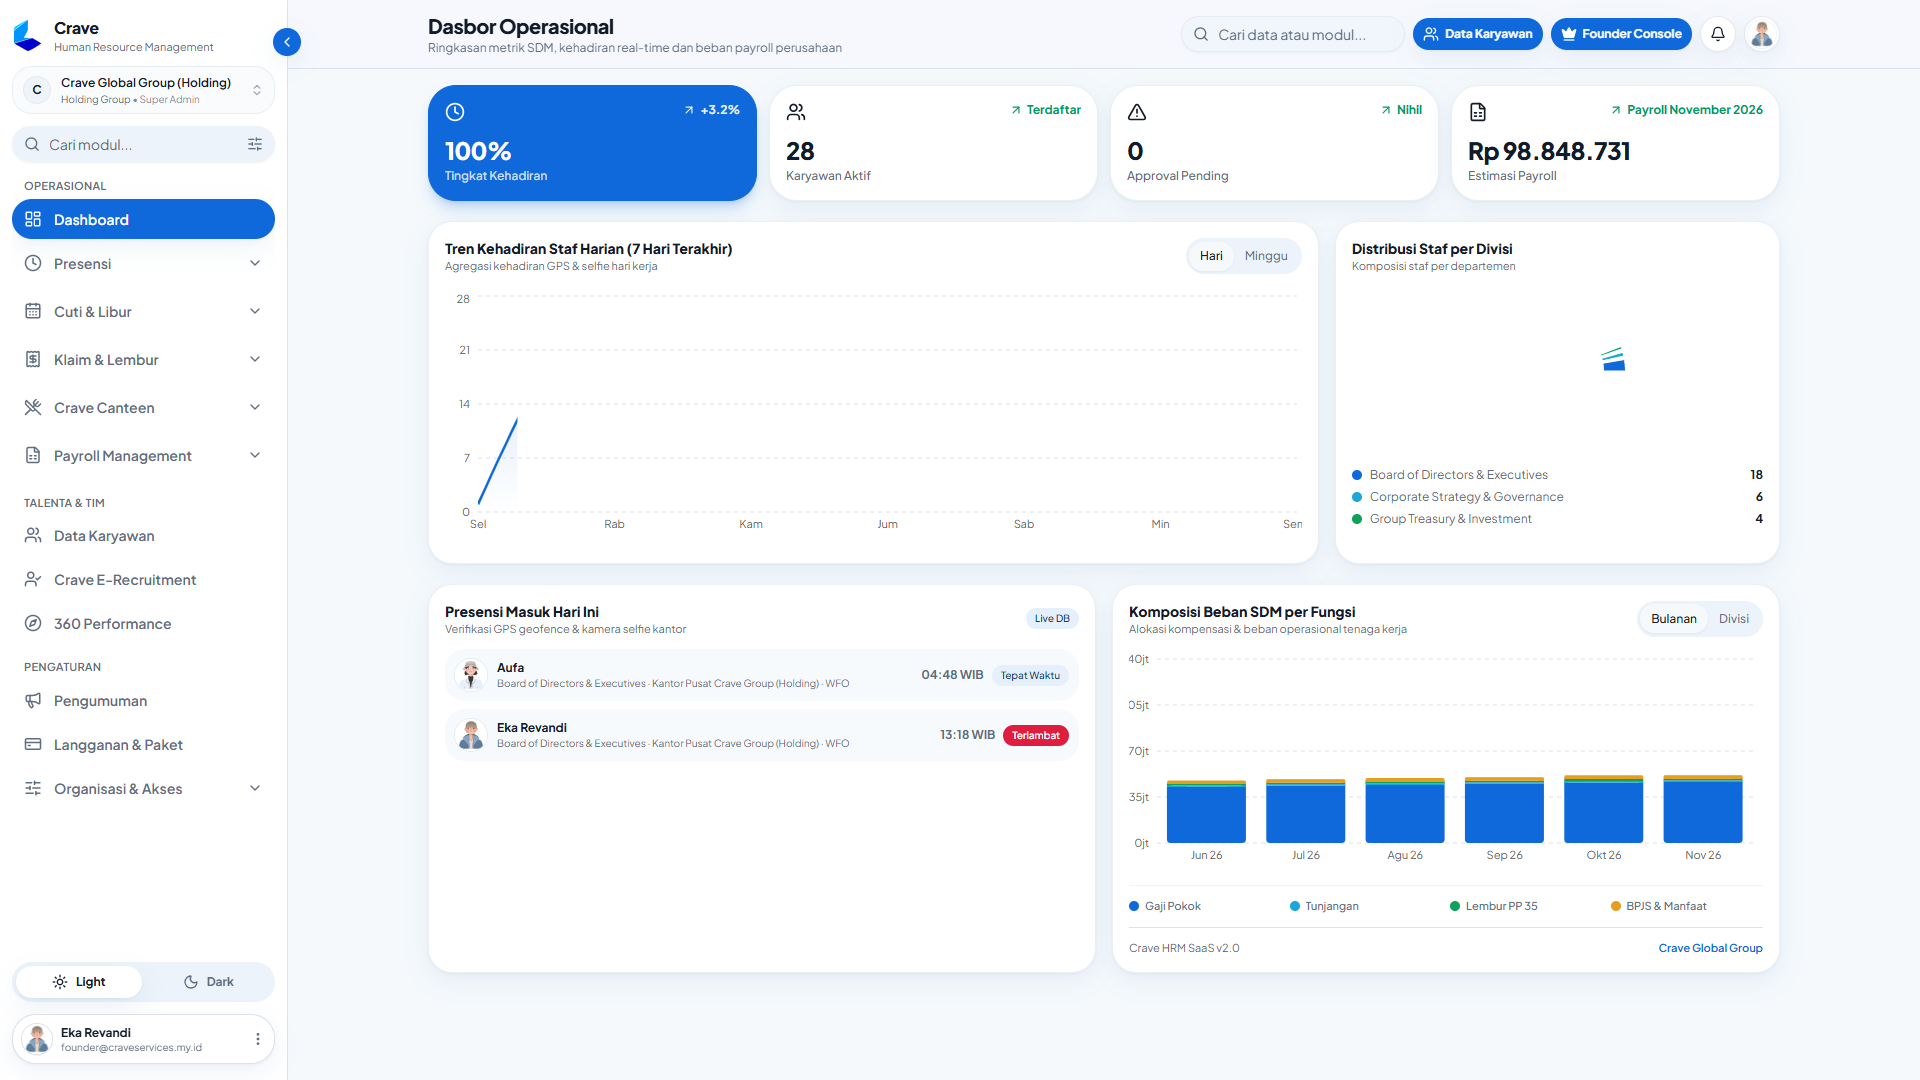 Crave
Human Resource Management
C
Crave Global Group (Holding)
Holding Group • Super Admin
Cari modul...
OPERASIONAL
Dashboard
Presensi
Cuti & Libur
Klaim & Lembur
Crave Canteen
Payroll Management
TALENTA & TIM
Data Karyawan
Crave E-Recruitment
360 Performance
PENGATURAN
Pengumuman
Langganan & Paket
Organisasi & Akses
Light
Dark
Eka Revandi
founder@craveservices.my.id
Dasbor Operasional
Ringkasan metrik SDM, kehadiran real-time dan beban payroll perusahaan
Cari data atau modul...
Data Karyawan
Founder Console
+3.2%
100%
Tingkat Kehadiran
Terdaftar
28
Karyawan Aktif
Nihil
0
Approval Pending
Payroll November 2026
Rp 98.848.731
Estimasi Payroll
Tren Kehadiran Staf Harian (7 Hari Terakhir)
Agregasi kehadiran GPS & selfie hari kerja
Hari
Minggu
28
21
14
7
0
Sel
Rab
Kam
Jum
Sab
Min
Sen
Distribusi Staf per Divisi
Komposisi staf per departemen
Board of Directors & Executives 18
Corporate Strategy & Governance 6
Group Treasury & Investment 4
Presensi Masuk Hari Ini
Verifikasi GPS geofence & kamera selfie kantor
Live DB
Aufa
Board of Directors & Executives · Kantor Pusat Crave Group (Holding) · WFO
04:48 WIB
Tepat Waktu
Eka Revandi
Board of Directors & Executives · Kantor Pusat Crave Group (Holding) · WFO
13:18 WIB
Terlambat
Komposisi Beban SDM per Fungsi
Alokasi kompensasi & beban operasional tenaga kerja
Bulanan
Divisi
40jt
05jt
70jt
35jt
0jt
Jun 26
Jul 26
Agu 26
Sep 26
Okt 26
Nov 26
Gaji Pokok
Tunjangan
Lembur PP 35
BPJS & Manfaat
Crave HRM SaaS v2.0
Crave Global Group